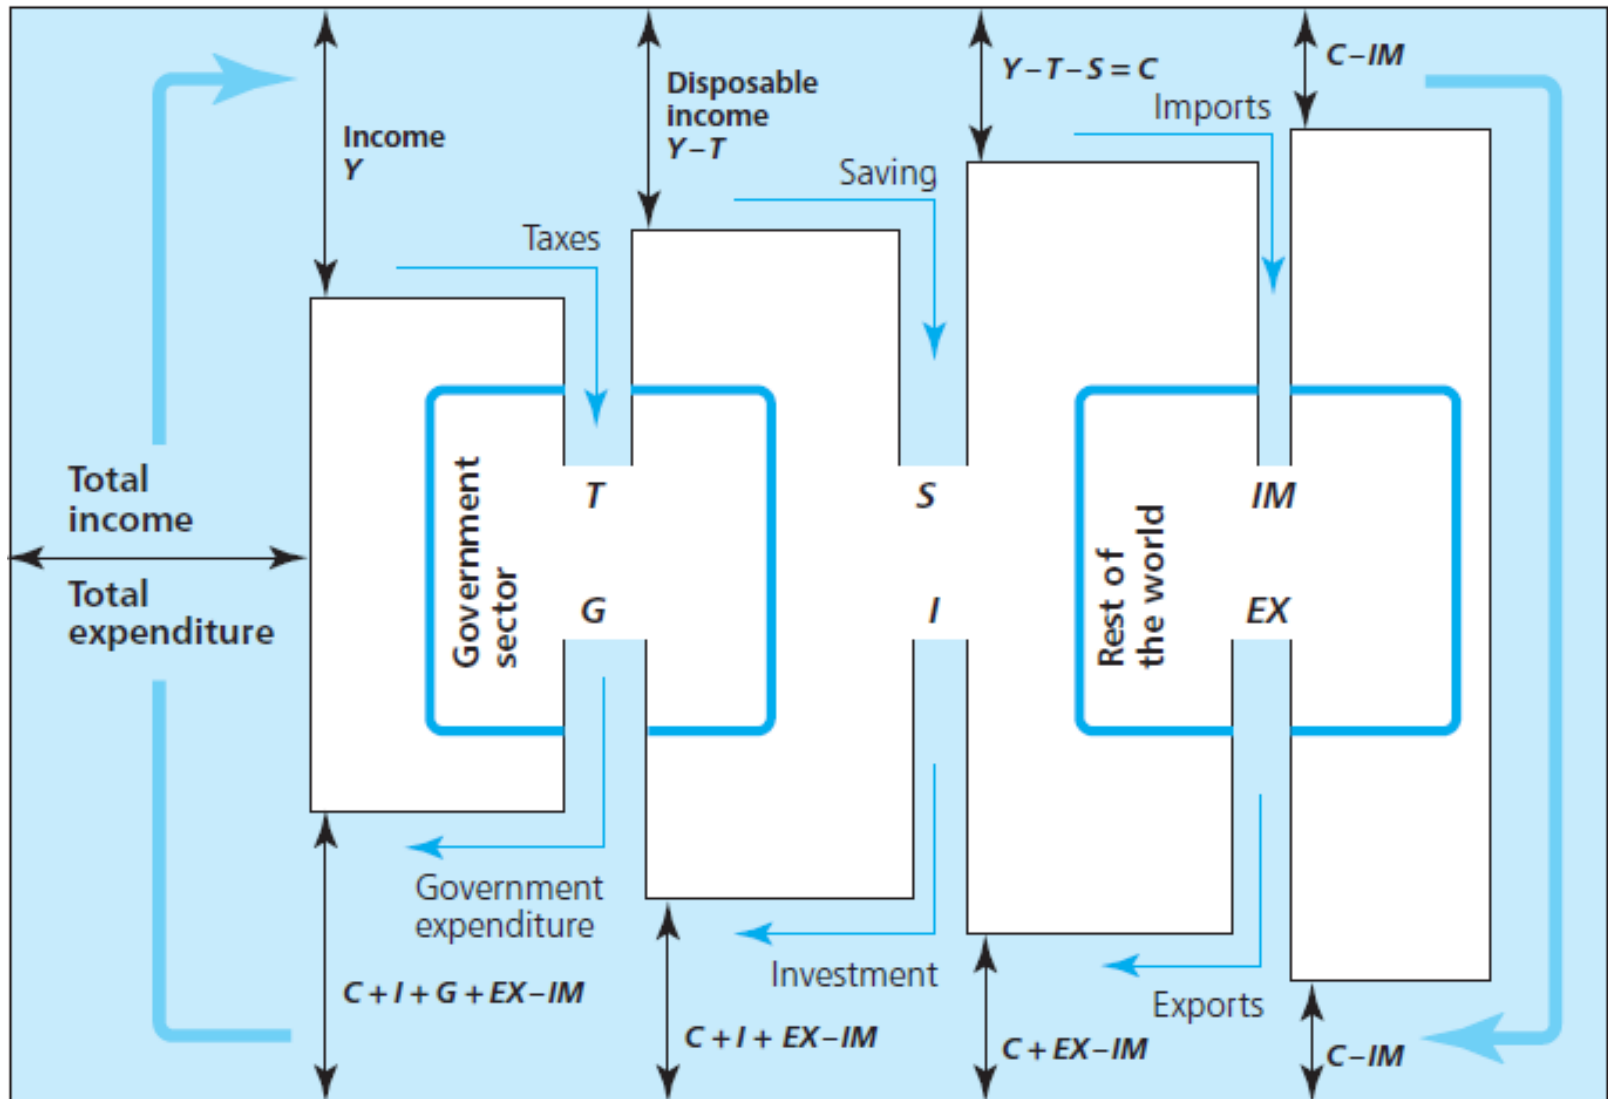 Income
Y
Disposable
income
Y–T
Y–T–S = C
C–IM
Imports
Saving
Taxes
Total
income
Total
expenditure
Government
sector
T
G
S
I
Rest of
the world
IM
EX
Government
expenditure
Investment
Exports
C + I + G + EX–IM
C + I + EX–IM
C + EX–IM
C–IM